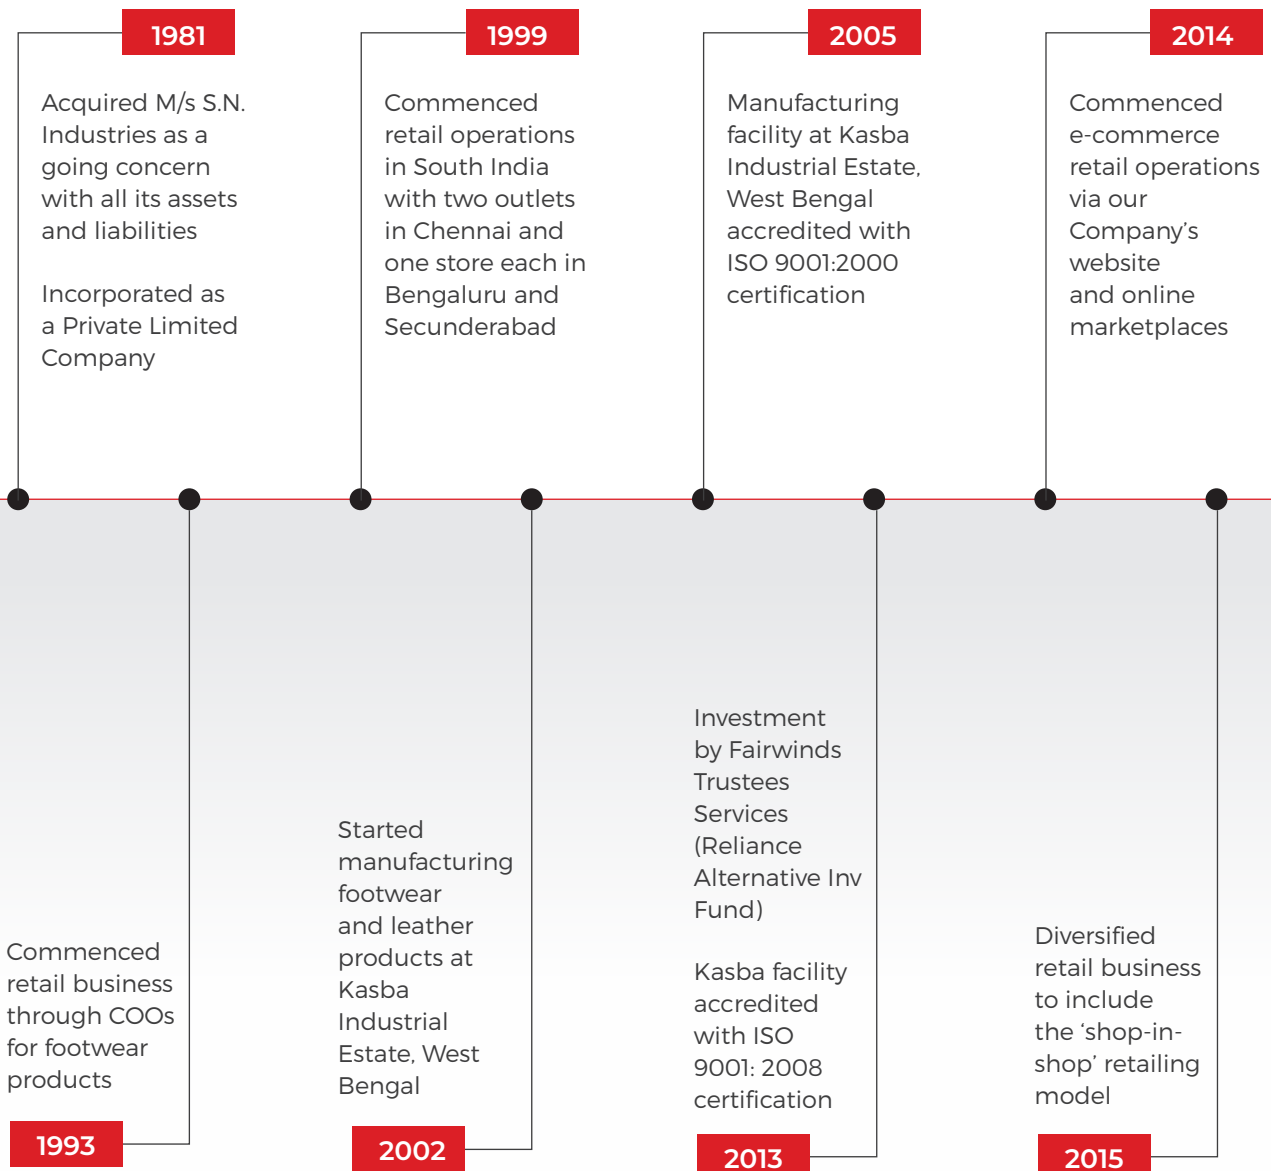 1981
Acquired M/s S.N.
Industries as a
going concern
with all its assets
and liabilities
Incorporated as
a Private Limited
Company
1999
Commenced
retail operations
in South India
with two outlets
in Chennai and
one store each in
Bengaluru and
Secunderabad
2005
Manufacturing
facility at Kasba
Industrial Estate,
West Bengal
accredited with
ISO 9001:2000
certification
2014
Commenced
e-commerce
retail operations
via our
Company’s
website
and online
marketplaces
Commenced
retail business
through COOs
for footwear
products
1993
Started
manufacturing
footwear
and leather
products at
Kasba
Industrial
Estate, West
Bengal
2002
Investment
by Fairwinds
Trustees
Services
(Reliance
Alternative Inv
Fund)
Kasba facility
accredited
with ISO
9001: 2008
certification
2013
Diversified
retail business
to include
the ‘shop-in-
shop’ retailing
model
2015